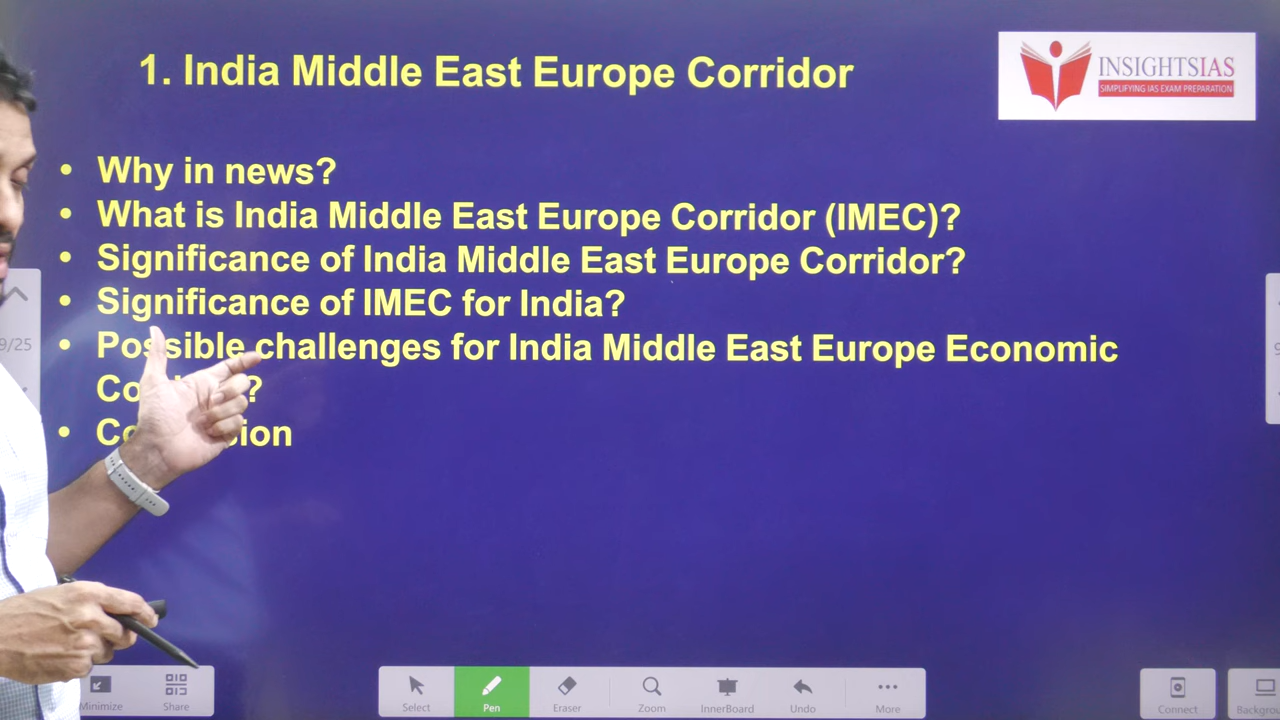 1. India Middle East Europe Corridor
INSIGHTSIAS
SIMPLIFYING IAS EXAM PREPARATION
• Why in news?
• What is India Middle East Europe Corridor (IMEC)?
• Significance of India Middle East Europe Corridor?
• Significance of IMEC for India?
• Possible challenges for India Middle East Europe Economic
?
•
9/25
Minimize
Share
Select
Pen
Eraser
Zoom
InnerBoard
Undo
More
Connect